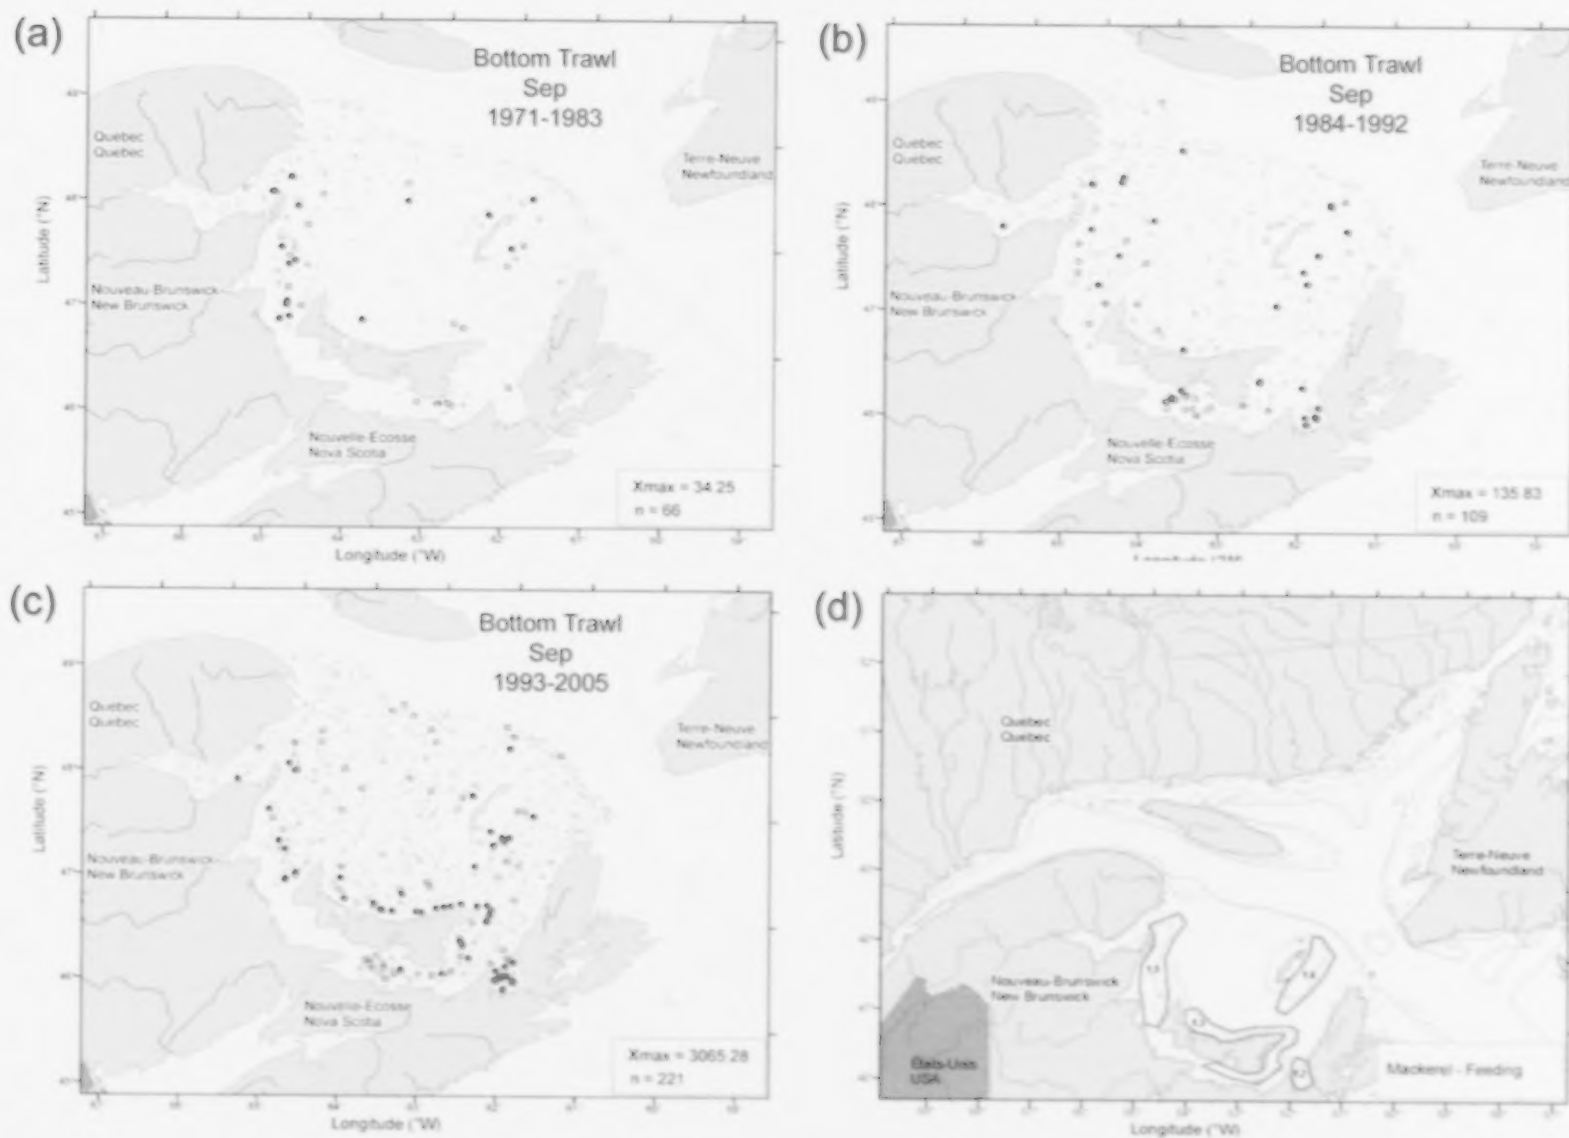 (a)
Bottom Trawl
Sep
1971-1983
Quebec
Quebec
Terre-Neuve
Newfoundland
Nouveau-Brunswick
New Brunswick
Nouvelle-Ecosse
Nova Scotia
Xmax = 34.25
n = 66
Latitude (°N)
Longitude (°W)
(b)
Bottom Trawl
Sep
1984-1992
Quebec
Quebec
Terre-Neuve
Newfoundland
Nouveau-Brunswick
New Brunswick
Nouvelle-Ecosse
Nova Scotia
Xmax = 135.83
n = 109
Latitude (°N)
(c)
Bottom Trawl
Sep
1993-2005
Quebec
Quebec
Terre-Neuve
Newfoundland
Nouveau-Brunswick
New Brunswick
Nouvelle-Ecosse
Nova Scotia
Xmax = 3065.28
n = 221
Latitude (°N)
Longitude (°W)
(d)
Quebec
Quebec
Terre-Neuve
Newfoundland
Nouveau-Brunswick
New Brunswick
États-Unis
USA
Mackerel - Feeding
Latitude (°N)
Longitude (°W)